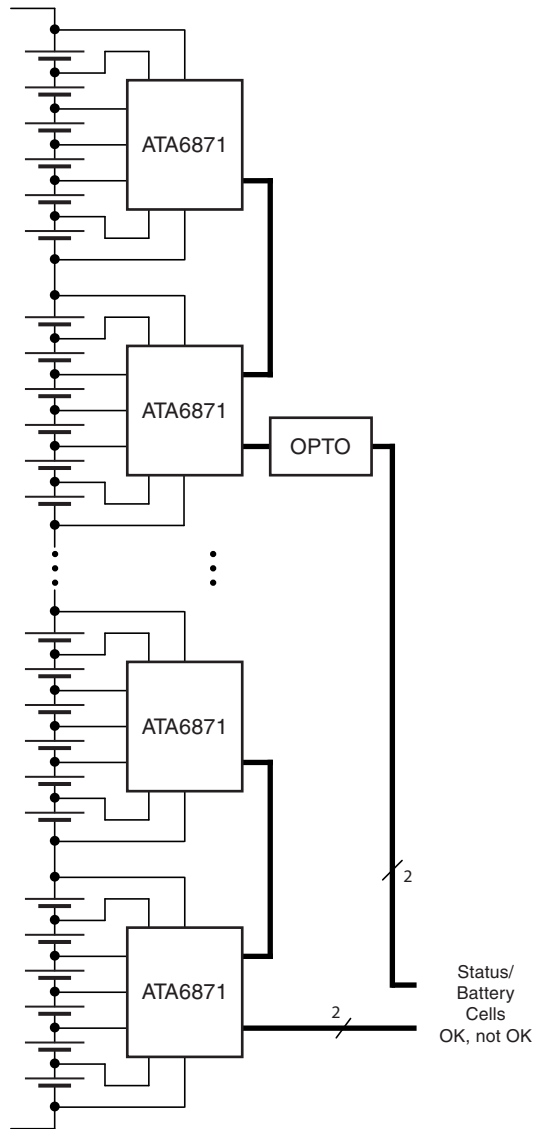 ATA6871
ATA6871
OPTO
ATA6871
2
ATA6871
2
Status/
Battery
Cells
OK, not OK